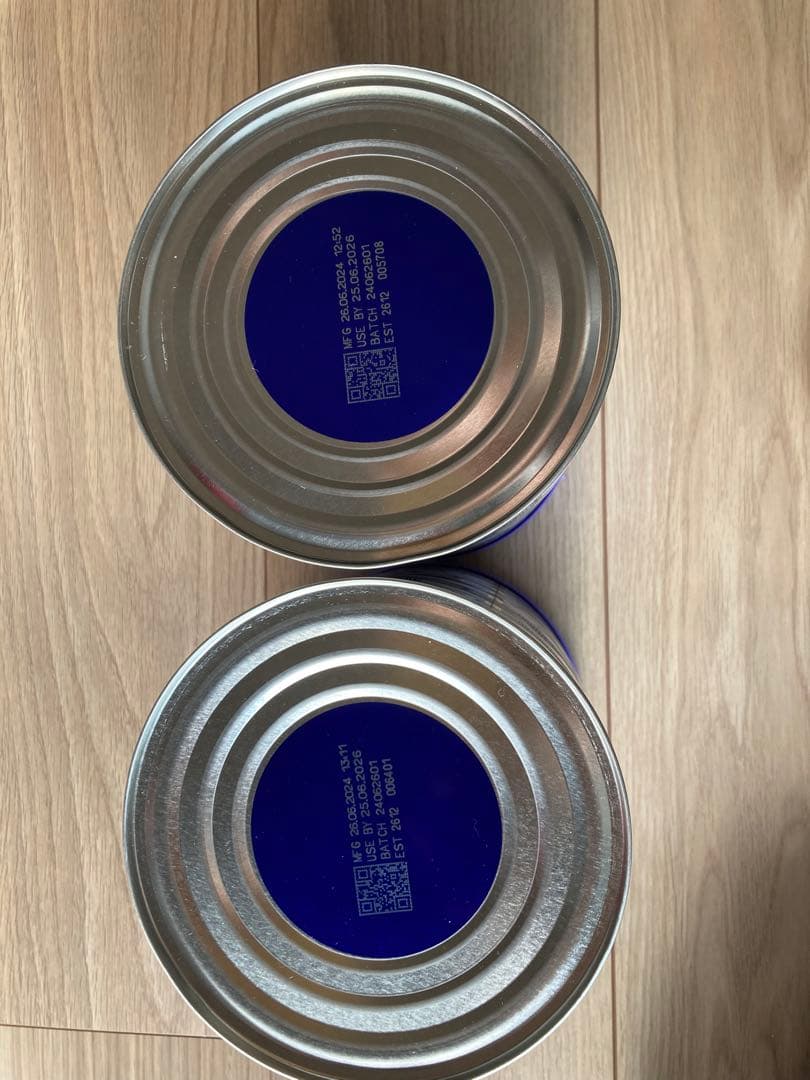 MFG 26.06.2024 12:52
USE BY 25.06.2026
BATCH 24062601
EST 2612 005708
MFG 26.06.2024 13:11
USE BY 25.06.2026
BATCH 24062601
EST 2612 006401